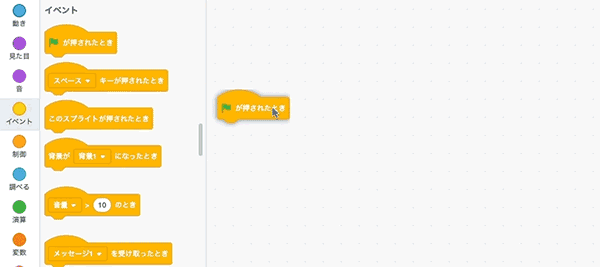 動き
見た目
音
イベント
制御
調べる
演算
変数
イベント
が押されたとき
スペース キーが押されたとき
このスプライトが押されたとき
背景が 背景1 になったとき
音量 > 10 のとき
メッセージ1 を受け取ったとき
が押されたとき